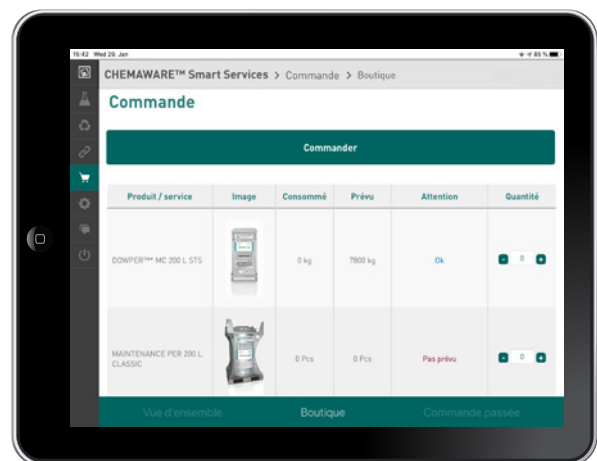 15:42 Wed 29. Jan
85 %
CHEMAWARE™ Smart Services > Commande > Boutique
Commande
Commander
Produit / service Image Consommé Prévu Attention Quantité
DOWPER™* MC 200 L STS 0 kg 7800 kg Ok - 0 +
MAINTENANCE PER 200 L
CLASSIC 0 Pcs 0 Pcs Pas prévu - 0 +
Vue d'ensemble Boutique Commande passée